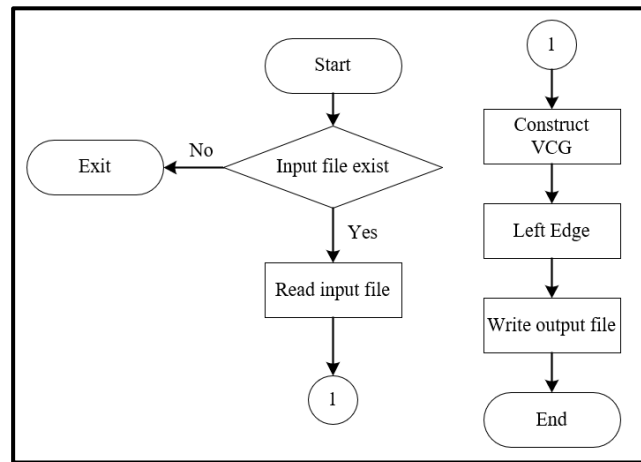 Start
Input file exist
No
Exit
Yes
Read input file
1
1
Construct
VCG
Left Edge
Write output file
End